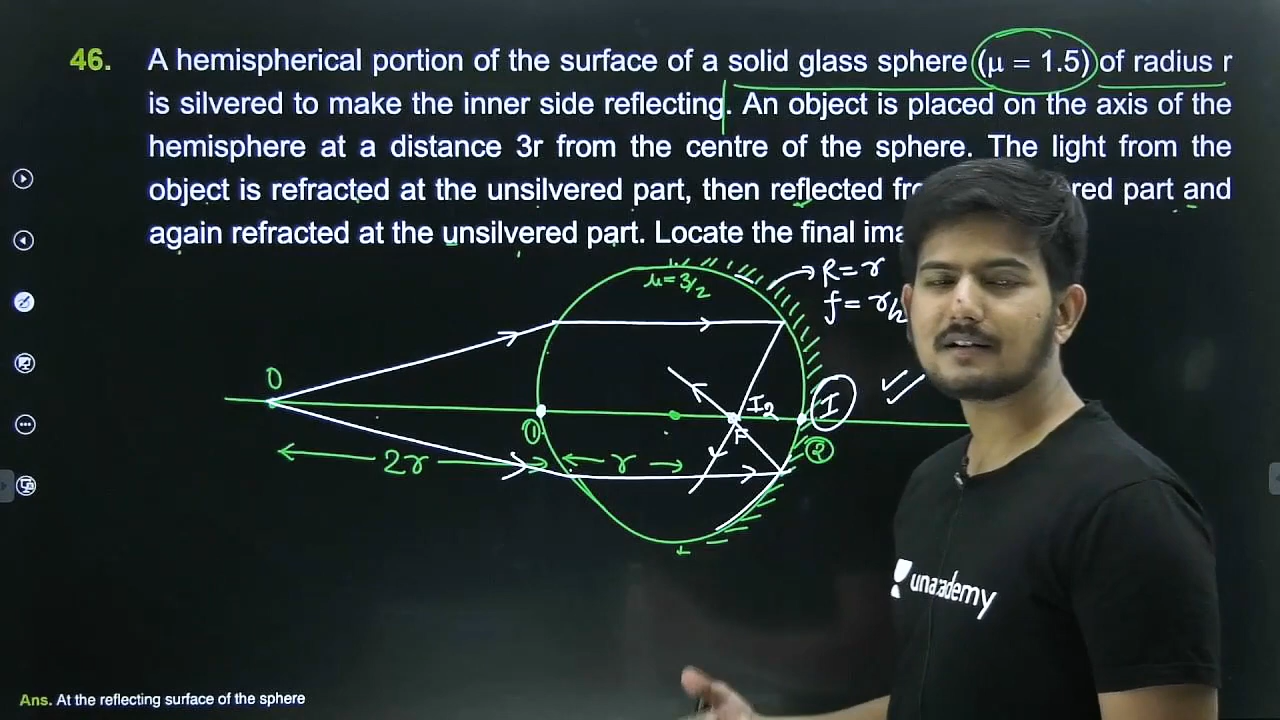 46. A hemispherical portion of the surface of a solid glass sphere (μ = 1.5) of radius r
is silvered to make the inner side reflecting. An object is placed on the axis of the
hemisphere at a distance 3r from the centre of the sphere. The light from the
object is refracted at the unsilvered part, then reflected part and
again refracted at the unsilvered part. Locate the final
μ = 3/2
R = r
f = r/2
O
I₂
I
F
①
②
2r
r
unacademy
Ans. At the reflecting surface of the sphere